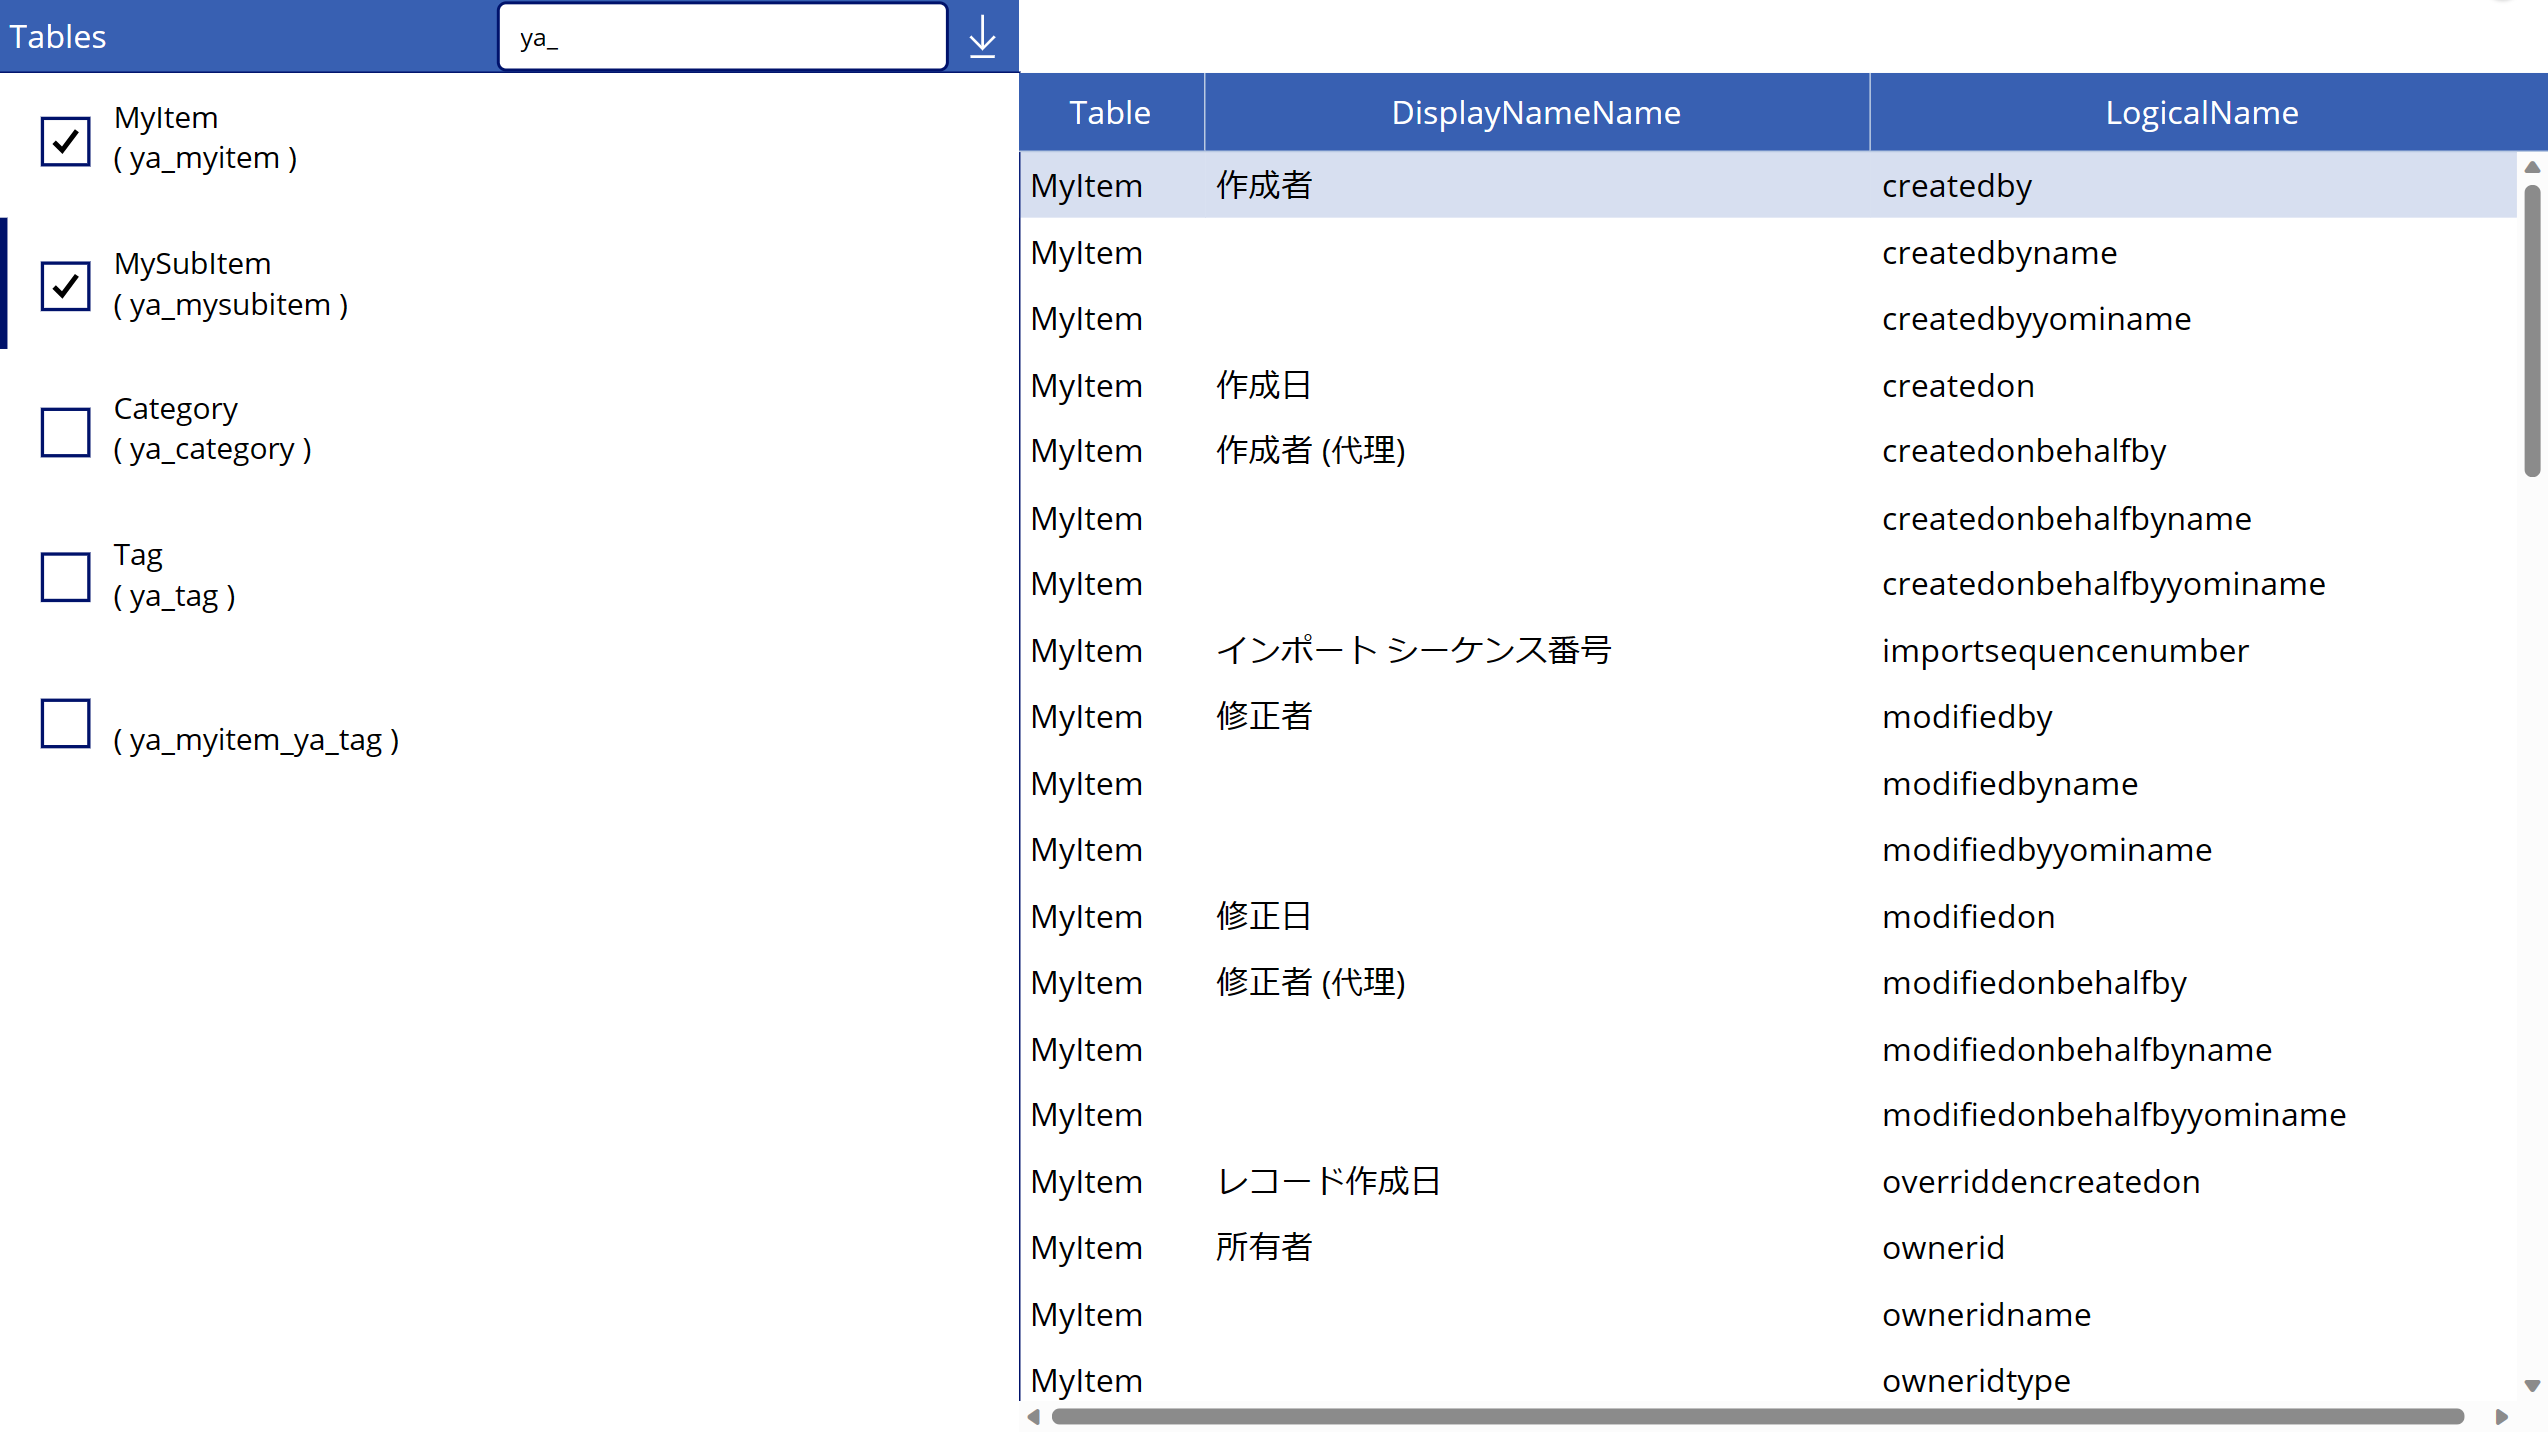 Tables
ya_
MyItem
( ya_myitem )
MySubItem
( ya_mysubitem )
Category
( ya_category )
Tag
( ya_tag )
( ya_myitem_ya_tag )
Table DisplayNameName LogicalName
MyItem 作成者 createdby
MyItem createdbyname
MyItem createdbyyominame
MyItem 作成日 createdon
MyItem 作成者 (代理) createdonbehalfby
MyItem createdonbehalfbyname
MyItem createdonbehalfbyyominame
MyItem インポート シーケンス番号 importsequencenumber
MyItem 修正者 modifiedby
MyItem modifiedbyname
MyItem modifiedbyyominame
MyItem 修正日 modifiedon
MyItem 修正者 (代理) modifiedonbehalfby
MyItem modifiedonbehalfbyname
MyItem modifiedonbehalfbyyominame
MyItem レコード作成日 overriddencreatedon
MyItem 所有者 ownerid
MyItem owneridname
MyItem owneridtype